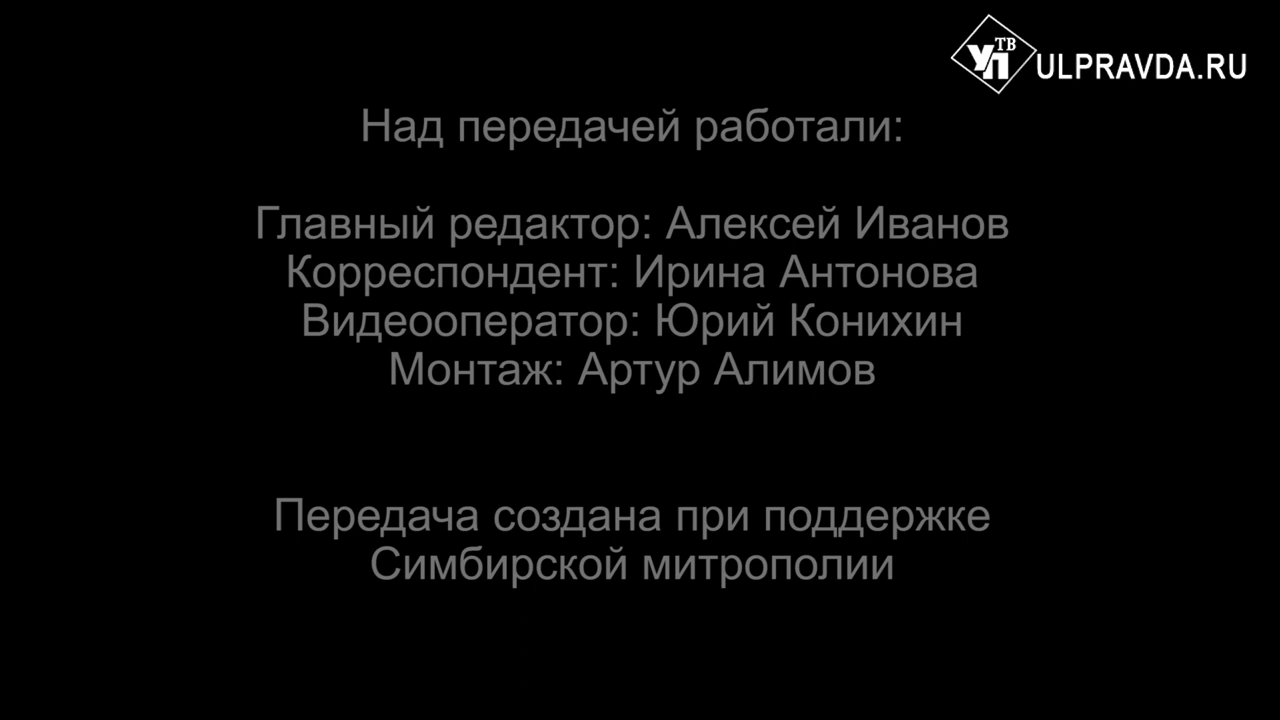 УП ТВ
ULPRAVDA.RU
Над передачей работали:
Главный редактор: Алексей Иванов
Корреспондент: Ирина Антонова
Видеооператор: Юрий Конихин
Монтаж: Артур Алимов
Передача создана при поддержке
Симбирской митрополии